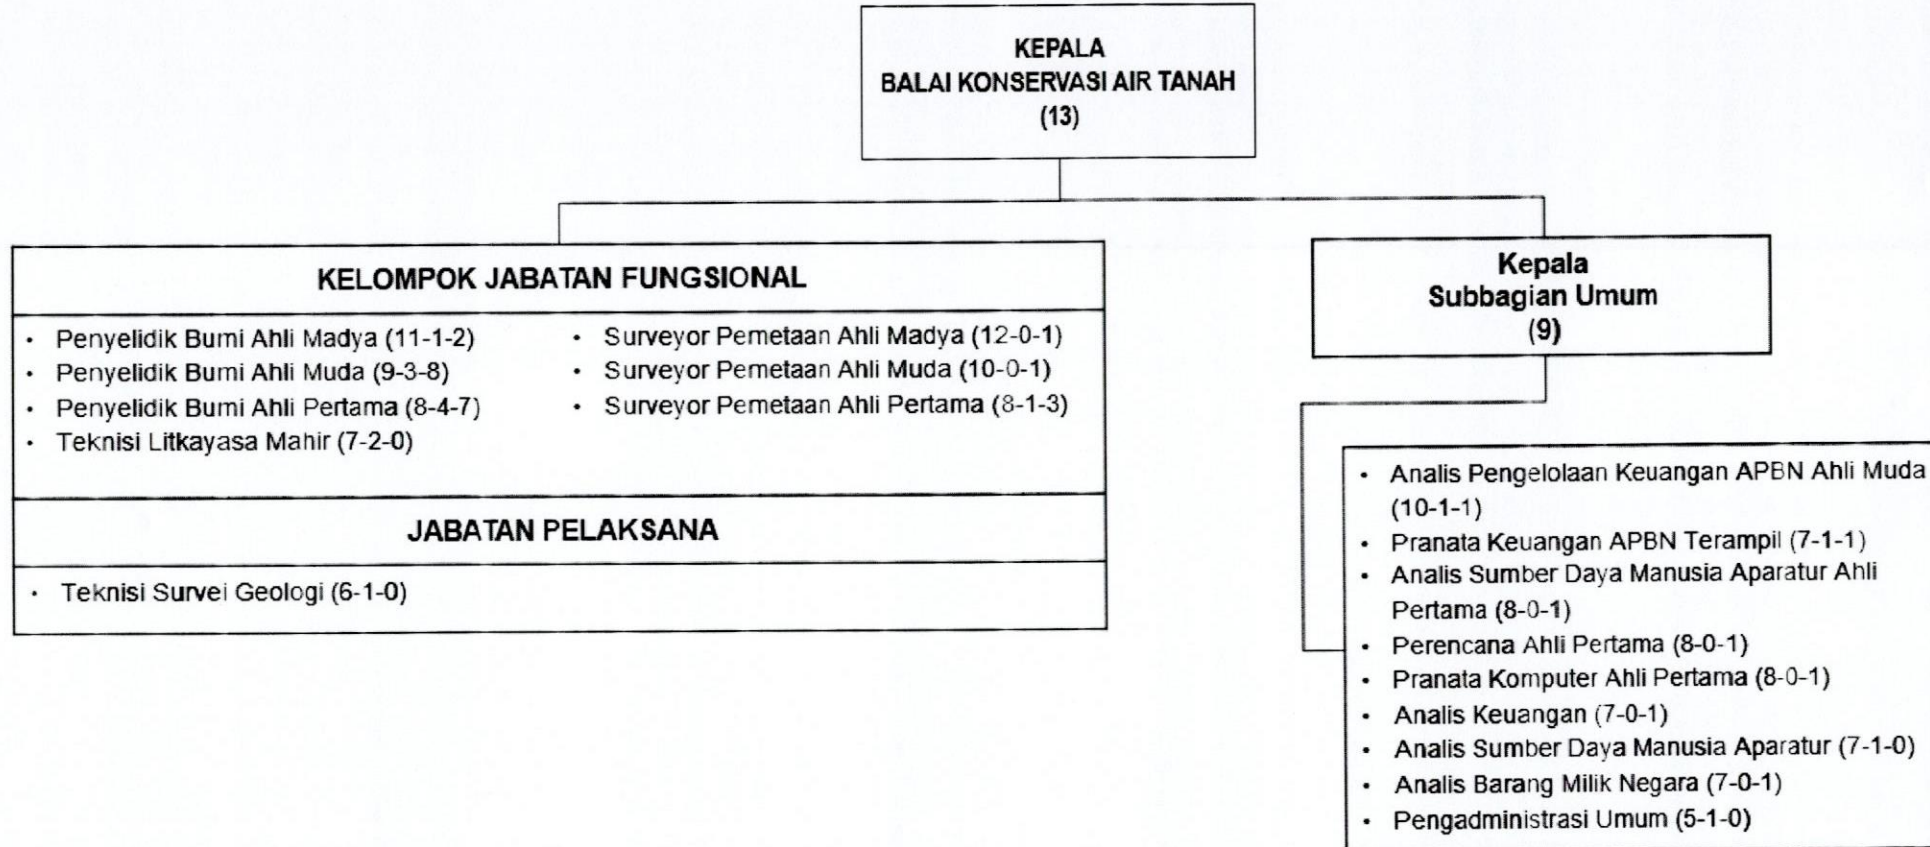 KEPALA
BALAI KONSERVASI AIR TANAH
(13)
KELOMPOK JABATAN FUNGSIONAL
• Penyelidik Bumi Ahli Madya (11-1-2)
• Penyelidik Bumi Ahli Muda (9-3-8)
• Penyelidik Bumi Ahli Pertama (8-4-7)
• Teknisi Litkayasa Mahir (7-2-0)
• Surveyor Pemetaan Ahli Madya (12-0-1)
• Surveyor Pemetaan Ahli Muda (10-0-1)
• Surveyor Pemetaan Ahli Pertama (8-1-3)
JABATAN PELAKSANA
• Teknisi Survei Geologi (6-1-0)
Kepala
Subbagian Umum
(9)
• Analis Pengelolaan Keuangan APBN Ahli Muda
(10-1-1)
• Pranata Keuangan APBN Terampil (7-1-1)
• Analis Sumber Daya Manusia Aparatur Ahli
Pertama (8-0-1)
• Perencana Ahli Pertama (8-0-1)
• Pranata Komputer Ahli Pertama (8-0-1)
• Analis Keuangan (7-0-1)
• Analis Sumber Daya Manusia Aparatur (7-1-0)
• Analis Barang Milik Negara (7-0-1)
• Pengadministrasi Umum (5-1-0)